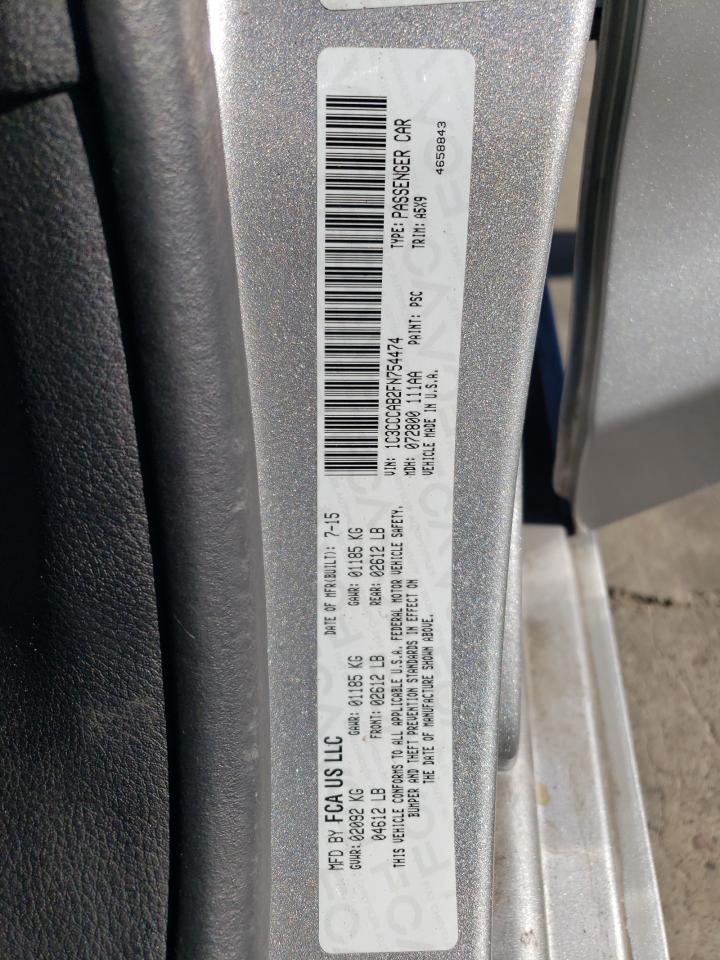 MFD BY FCA US LLC
DATE OF MFR(BUILT): 7-15
GVWR: 02092 KG
GAWR: 01185 KG
GAWR: 01185 KG
04612 LB
FRONT: 02612 LB
REAR: 02612 LB
THIS VEHICLE CONFORMS TO ALL APPLICABLE U.S.A. FEDERAL MOTOR VEHICLE SAFETY,
BUMPER AND THEFT PREVENTION STANDARDS IN EFFECT ON
THE DATE OF MANUFACTURE SHOWN ABOVE.
VIN: 1C3CCCAB2FN754474
TYPE: PASSENGER CAR
MDH: 072800 111AA
PAINT: PSC
TRIM: A5X9
VEHICLE MADE IN U.S.A.
4658843